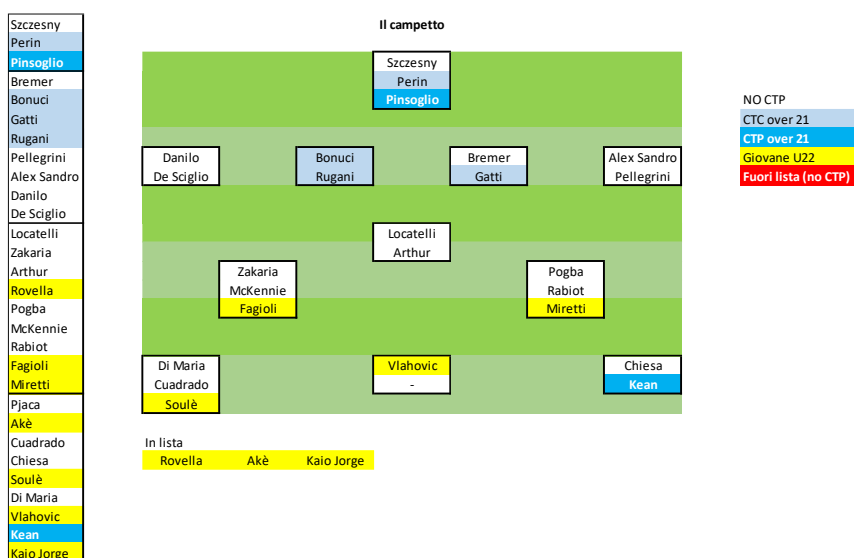 Szczesny
Perin
Pinsoglio
Bremer
Bonuci
Gatti
Rugani
Pellegrini
Alex Sandro
Danilo
De Sciglio
Locatelli
Zakaria
Arthur
Rovella
Pogba
McKennie
Rabiot
Fagioli
Miretti
Pjaca
Akè
Cuadrado
Chiesa
Soulè
Di Maria
Vlahovic
Kean
Kaio Jorge
Il campetto
Szczesny
Perin
Pinsoglio
Danilo
De Sciglio
Bonuci
Rugani
Bremer
Gatti
Alex Sandro
Pellegrini
Locatelli
Arthur
Zakaria
McKennie
Fagioli
Pogba
Rabiot
Miretti
Di Maria
Cuadrado
Soulè
Vlahovic
-
Chiesa
Kean
In lista
Rovella Akè Kaio Jorge
NO CTP
CTC over 21
CTP over 21
Giovane U22
Fuori lista (no CTP)